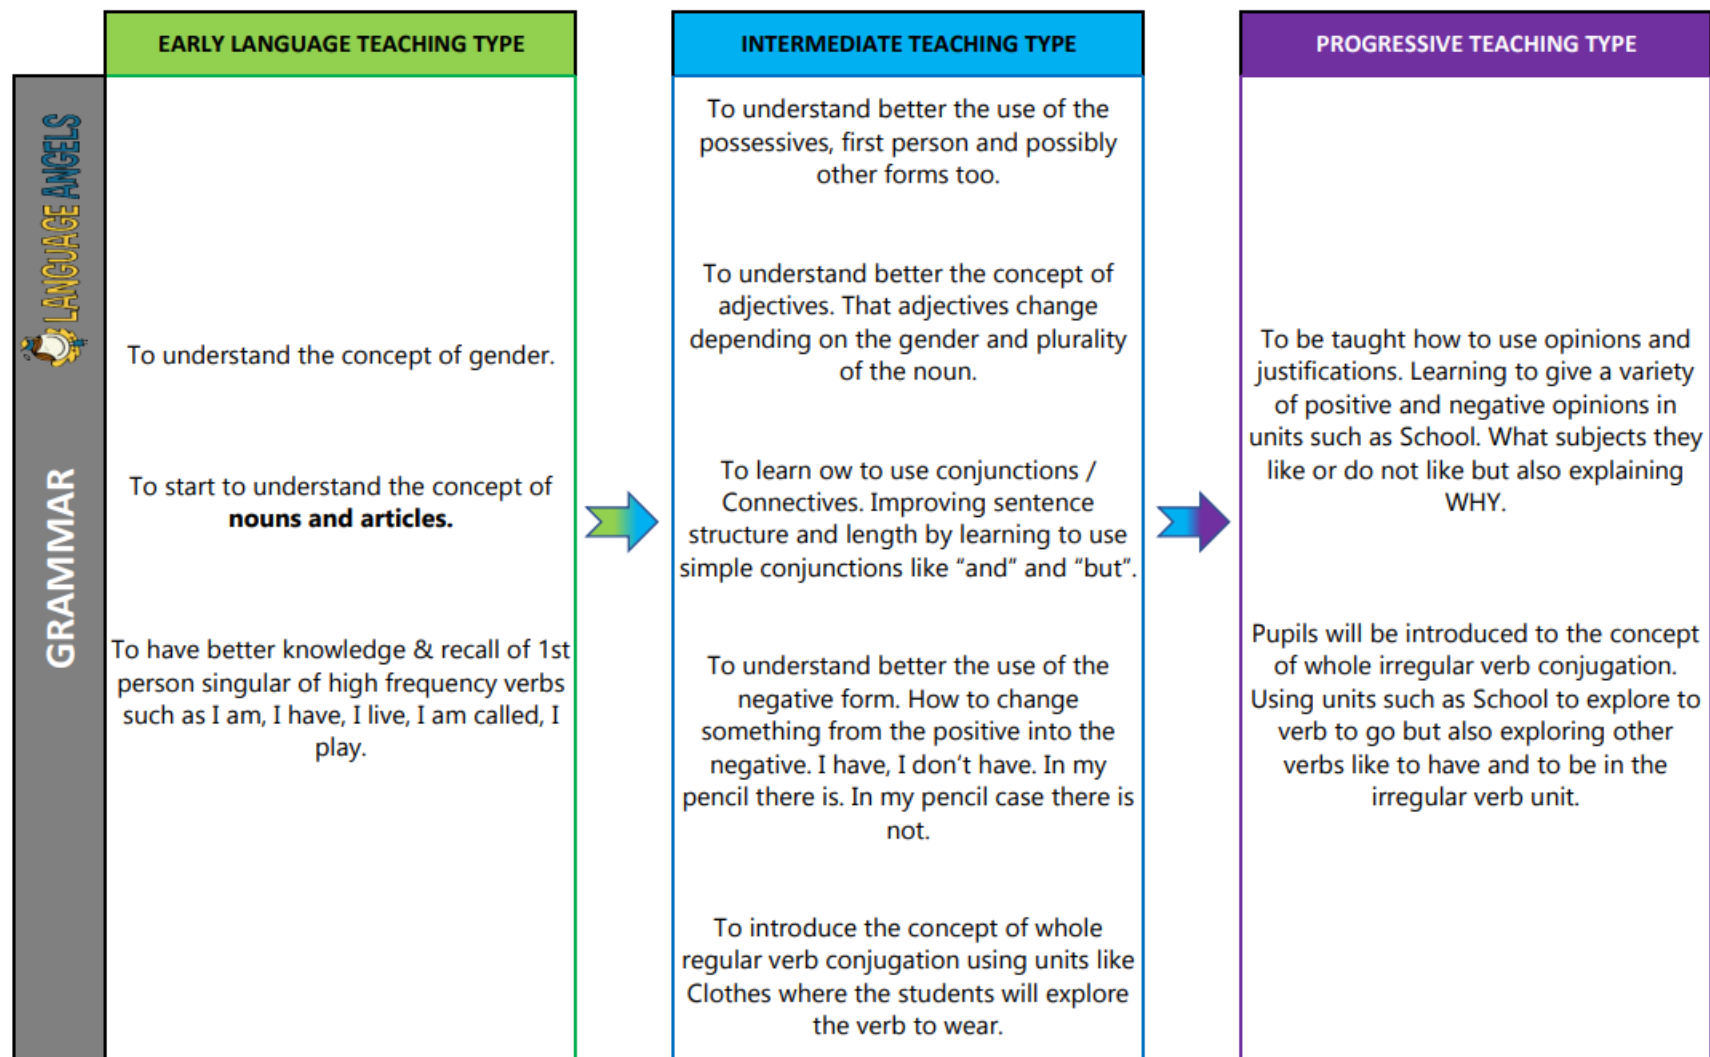 EARLY LANGUAGE TEACHING TYPE
INTERMEDIATE TEACHING TYPE
PROGRESSIVE TEACHING TYPE
LANGUAGE ANGELS
GRAMMAR
To understand the concept of gender.
To start to understand the concept of
nouns and articles.
To have better knowledge & recall of 1st
person singular of high frequency verbs
such as I am, I have, I live, I am called, I
play.
To understand better the use of the
possessives, first person and possibly
other forms too.
To understand better the concept of
adjectives. That adjectives change
depending on the gender and plurality
of the noun.
To learn ow to use conjunctions /
Connectives. Improving sentence
structure and length by learning to use
simple conjunctions like “and” and “but”.
To understand better the use of the
negative form. How to change
something from the positive into the
negative. I have, I don’t have. In my
pencil there is. In my pencil case there is
not.
To introduce the concept of whole
regular verb conjugation using units like
Clothes where the students will explore
the verb to wear.
To be taught how to use opinions and
justifications. Learning to give a variety
of positive and negative opinions in
units such as School. What subjects they
like or do not like but also explaining
WHY.
Pupils will be introduced to the concept
of whole irregular verb conjugation.
Using units such as School to explore to
verb to go but also exploring other
verbs like to have and to be in the
irregular verb unit.